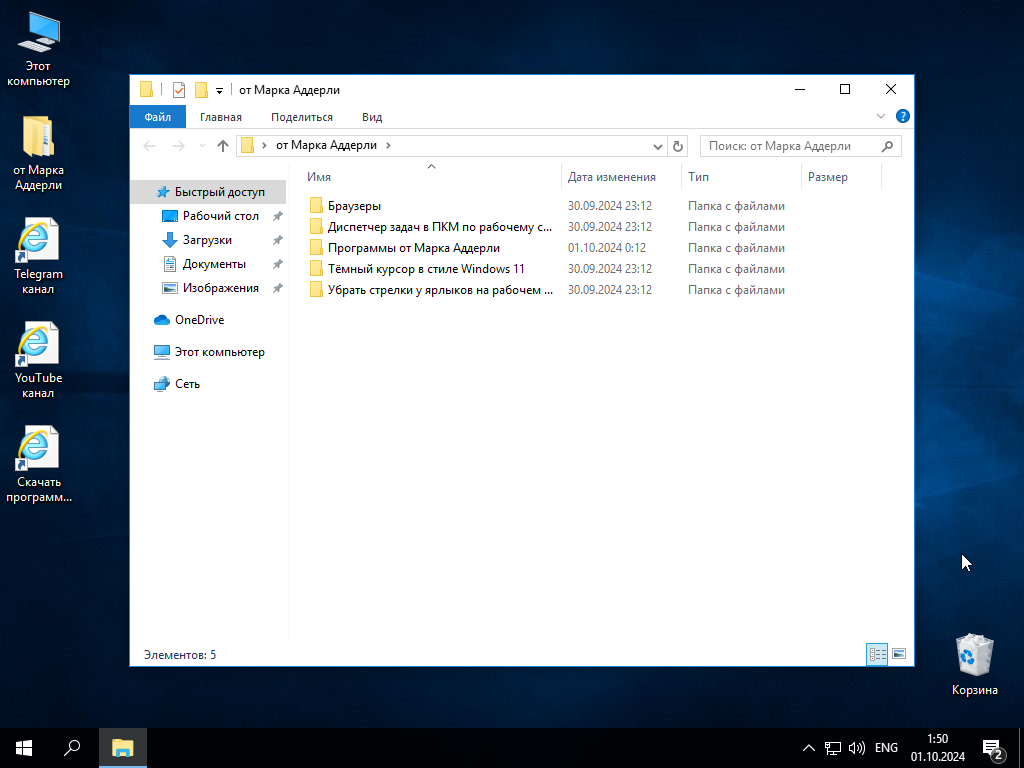 Этот
компьютер
от Марка
Аддерли
Telegram
канал
YouTube
канал
Скачать
программ...
от Марка Аддерли
Файл Главная Поделиться Вид ?
от Марка Аддерли
Поиск: от Марка Аддерли
Имя Дата изменения Тип Размер
Быстрый доступ
Рабочий стол
Загрузки
Документы
Изображения
OneDrive
Этот компьютер
Сеть
Браузеры 30.09.2024 23:12 Папка с файлами
Диспетчер задач в ПКМ по рабочему с... 30.09.2024 23:12 Папка с файлами
Программы от Марка Аддерли 01.10.2024 0:12 Папка с файлами
Тёмный курсор в стиле Windows 11 30.09.2024 23:12 Папка с файлами
Убрать стрелки у ярлыков на рабочем ... 30.09.2024 23:12 Папка с файлами
Элементов: 5
Корзина
ENG
1:50
01.10.2024
2